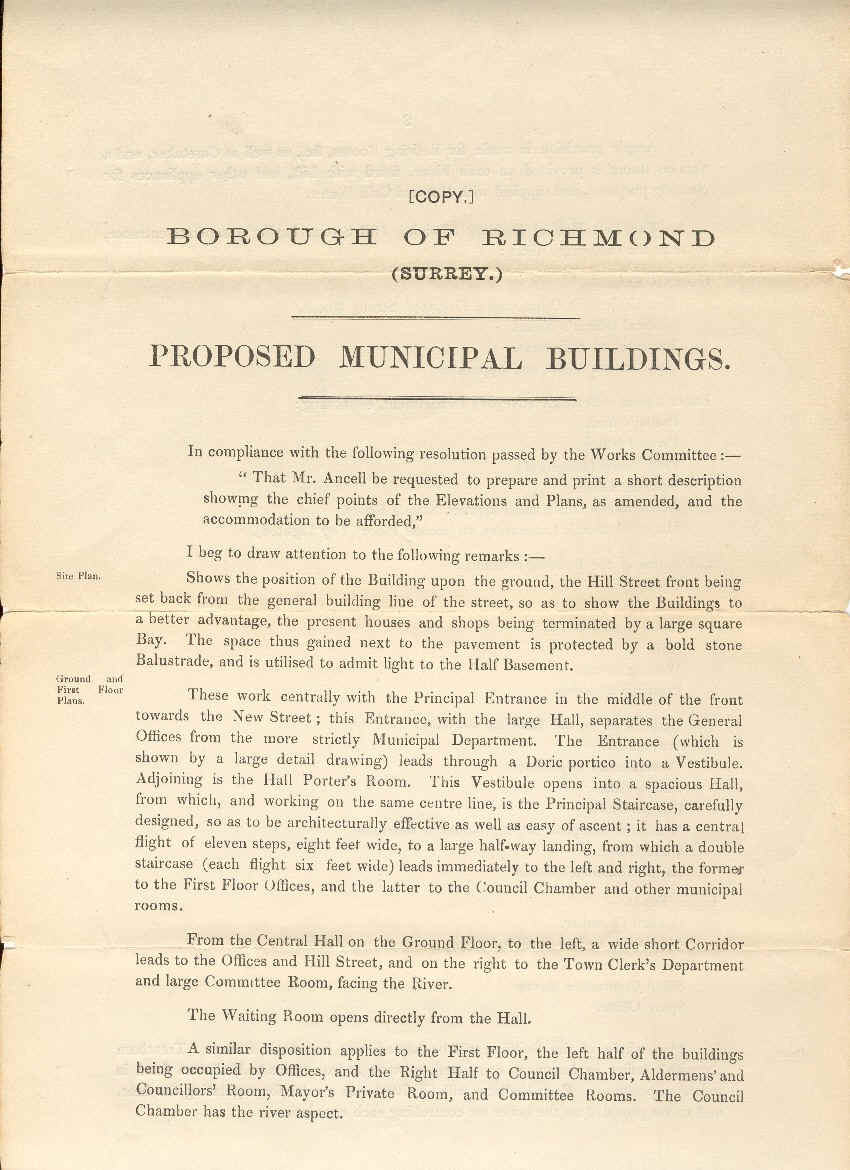 [COPY.]
BOROUGH OF RICHMOND
(SURREY.)
PROPOSED MUNICIPAL BUILDINGS.
In compliance with the following resolution passed by the Works Committee :—
“ That Mr. Ancell be requested to prepare and print a short description
showing the chief points of the Elevations and Plans, as amended, and the
accommodation to be afforded,”
I beg to draw attention to the following remarks :—
Site Plan.
Shows the position of the Building upon the ground, the Hill Street front being
set back from the general building line of the street, so as to show the Buildings to
a better advantage, the present houses and shops being terminated by a large square
Bay. The space thus gained next to the pavement is protected by a bold stone
Balustrade, and is utilised to admit light to the Half Basement.
Ground and
First Floor
Plans.
These work centrally with the Principal Entrance in the middle of the front
towards the New Street ; this Entrance, with the large Hall, separates the General
Offices from the more strictly Municipal Department. The Entrance (which is
shown by a large detail drawing) leads through a Doric portico into a Vestibule.
Adjoining is the Hall Porter’s Room. This Vestibule opens into a spacious Hall,
from which, and working on the same centre line, is the Principal Staircase, carefully
designed, so as to be architecturally effective as well as easy of ascent ; it has a central
flight of eleven steps, eight feet wide, to a large half-way landing, from which a double
staircase (each flight six feet wide) leads immediately to the left and right, the former
to the First Floor Offices, and the latter to the Council Chamber and other municipal
rooms.
From the Central Hall on the Ground Floor, to the left, a wide short Corridor
leads to the Offices and Hill Street, and on the right to the Town Clerk’s Department
and large Committee Room, facing the River.
The Waiting Room opens directly from the Hall.
A similar disposition applies to the First Floor, the left half of the buildings
being occupied by Offices, and the Right Half to Council Chamber, Aldermens’ and
Councillors’ Room, Mayor’s Private Room, and Committee Rooms. The Council
Chamber has the river aspect.